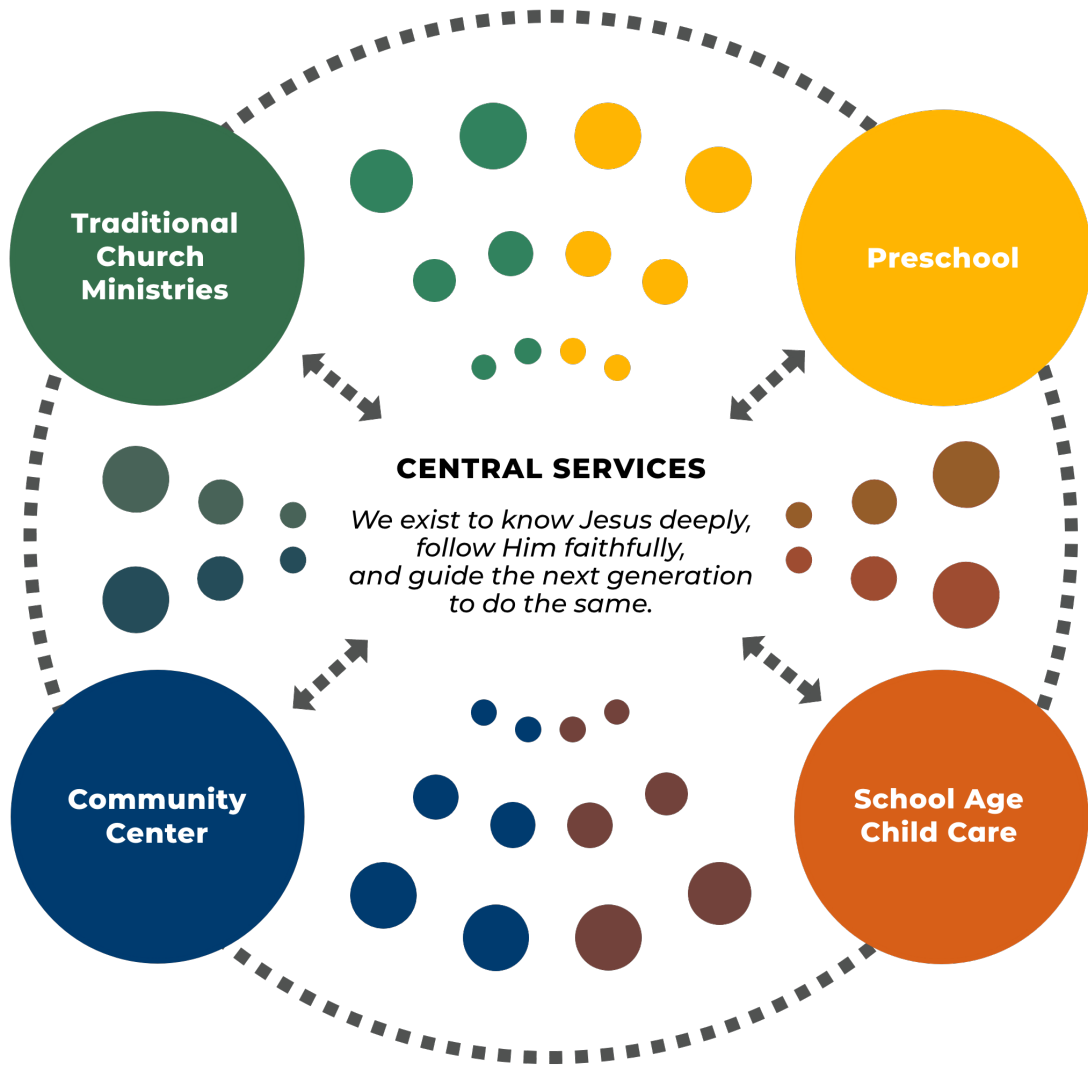 Traditional
Church
Ministries
Preschool
CENTRAL SERVICES
We exist to know Jesus deeply,
follow Him faithfully,
and guide the next generation
to do the same.
Community
Center
School Age
Child Care